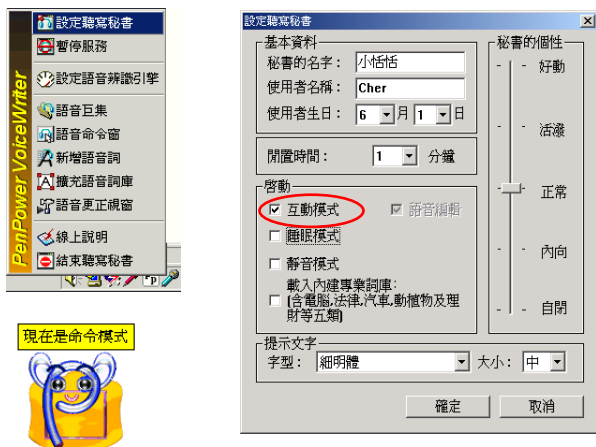 PenPower VoiceWriter
設定聽寫秘書
暫停服務
設定語音辨識引擎
語音巨集
語音命令窗
新增語音詞
擴充語音詞庫
語音更正視窗
線上說明
結束聽寫秘書
現在是命令模式
設定聽寫秘書
基本資料
秘書的名字： 小恬恬
使用者名稱： Cher
使用者生日： 6 月 1 日
閒置時間： 1 分鐘
啓動
互動模式 語音編輯
睡眠模式
靜音模式
載入內建專業詞庫:
(含電腦,法律,汽車,動植物及理
財等五類)
秘書的個性
好動
活潑
正常
內向
自閉
提示文字
字型： 細明體 大小： 中
確定 取消